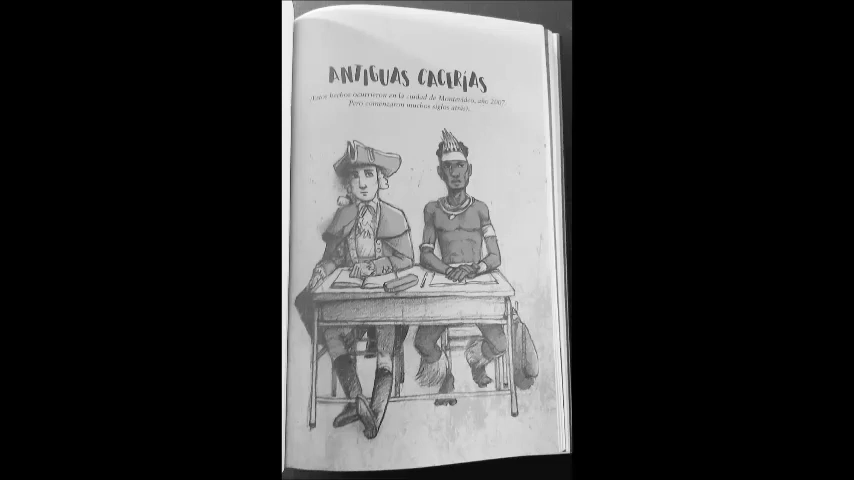 ANTIGUAS CACERÍAS
Estos hechos ocurrieron en la ciudad de Montevideo, año 2007.
Pero comenzaron muchos siglos atrás.